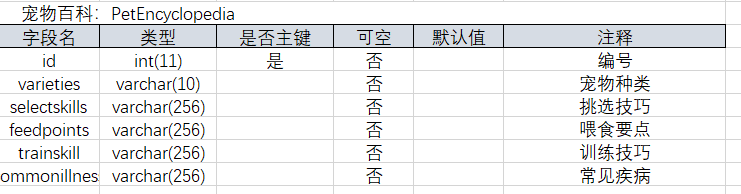 宠物百科：PetEncyclopedia
字段名 类型 是否主键 可空 默认值 注释
id int(11) 是 否 编号
varieties varchar(10) 否 宠物种类
selectskills varchar(256) 否 挑选技巧
feedpoints varchar(256) 否 喂食要点
trainskill varchar(256) 否 训练技巧
ommonillnes varchar(256) 否 常见疾病